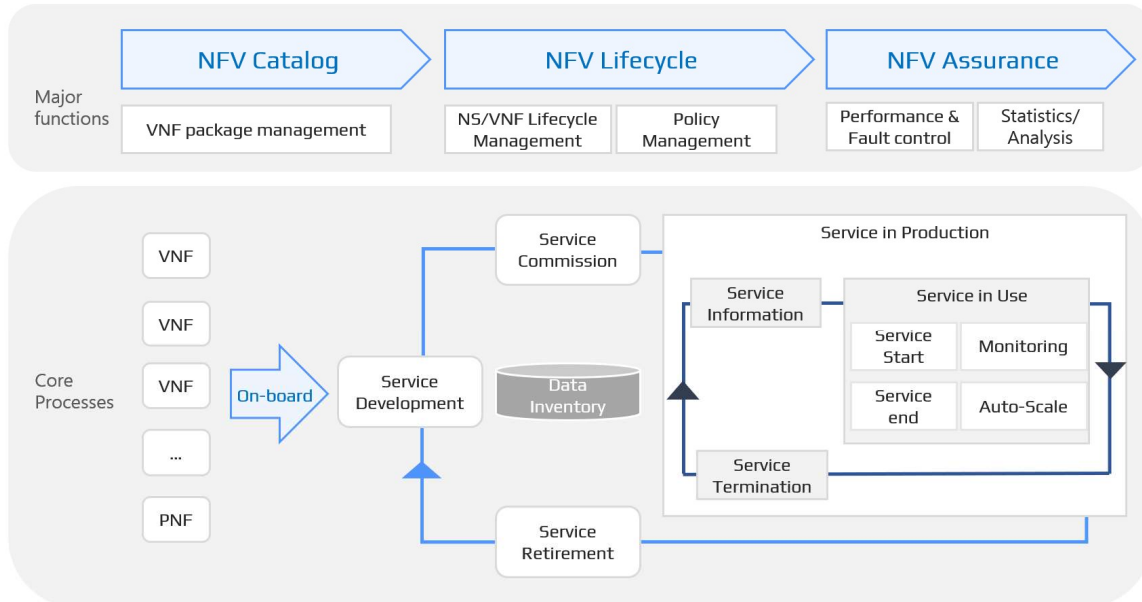 NFV Catalog
NFV Lifecycle
NFV Assurance
Major
functions
VNF package management
NS/VNF Lifecycle
Management
Policy
Management
Performance &
Fault control
Statistics/
Analysis
Core
Processes
VNF
VNF
VNF
...
PNF
On-board
Service
Development
Service
Commission
Data
Inventory
Service
Retirement
Service in Production
Service
Information
Service in Use
Service
Start
Monitoring
Service
end
Auto-Scale
Service
Termination